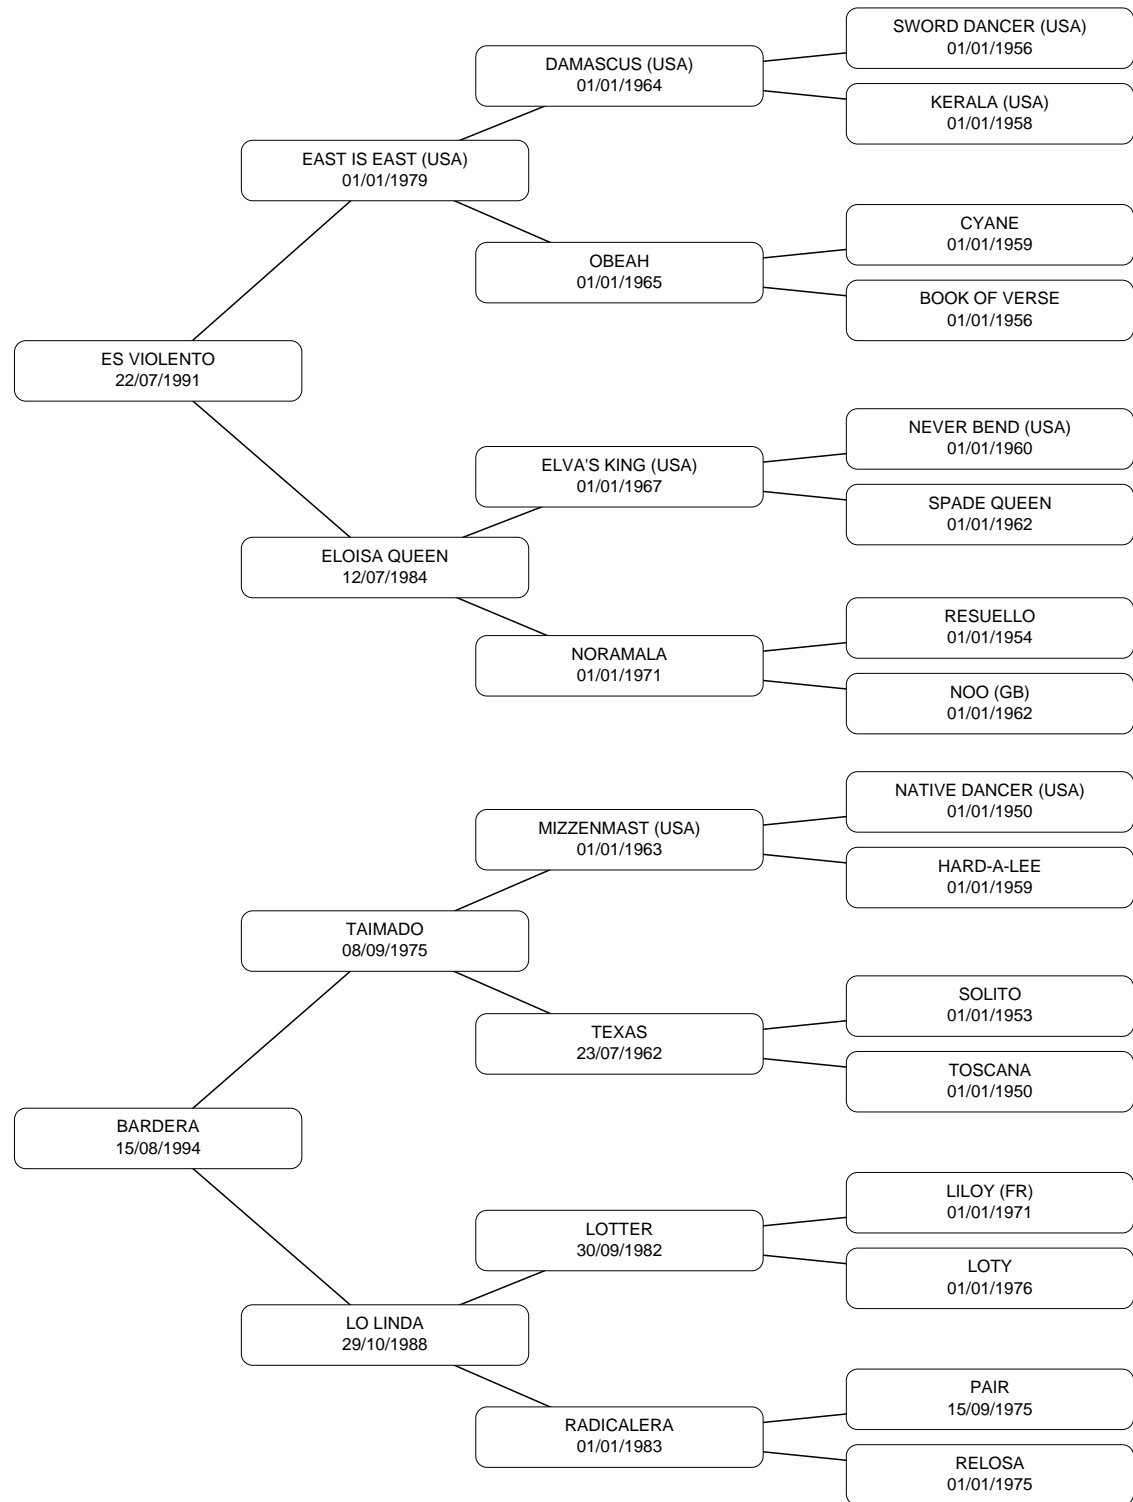 SWORD DANCER (USA)
01/01/1956
DAMASCUS (USA)
01/01/1964
KERALA (USA)
01/01/1958
EAST IS EAST (USA)
01/01/1979
CYANE
01/01/1959
OBEAH
01/01/1965
BOOK OF VERSE
01/01/1956
ES VIOLENTO
22/07/1991
NEVER BEND (USA)
01/01/1960
ELVA'S KING (USA)
01/01/1967
SPADE QUEEN
01/01/1962
ELOISA QUEEN
12/07/1984
RESUELLO
01/01/1954
NORAMALA
01/01/1971
NOO (GB)
01/01/1962
NATIVE DANCER (USA)
01/01/1950
MIZZENMAST (USA)
01/01/1963
HARD-A-LEE
01/01/1959
TAIMADO
08/09/1975
SOLITO
01/01/1953
TEXAS
23/07/1962
TOSCANA
01/01/1950
BARDERA
15/08/1994
LILOY (FR)
01/01/1971
LOTTER
30/09/1982
LOTY
01/01/1976
LO LINDA
29/10/1988
PAIR
15/09/1975
RADICALERA
01/01/1983
RELOSA
01/01/1975